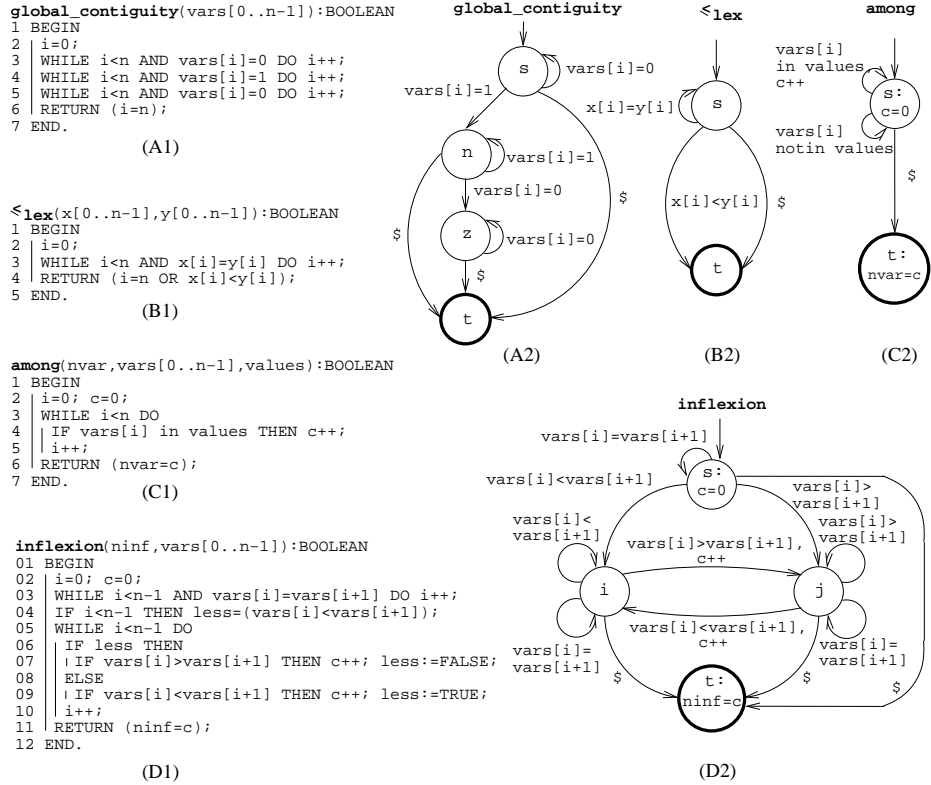 global_contiguity(vars[0..n-1]):BOOLEAN
1 BEGIN
2 i=0;
3 WHILE i<n AND vars[i]=0 DO i++;
4 WHILE i<n AND vars[i]=1 DO i++;
5 WHILE i<n AND vars[i]=0 DO i++;
6 RETURN (i=n);
7 END.
(A1)
≤lex(x[0..n-1],y[0..n-1]):BOOLEAN
1 BEGIN
2 i=0;
3 WHILE i<n AND x[i]=y[i] DO i++;
4 RETURN (i=n OR x[i]<y[i]);
5 END.
(B1)
among(nvar,vars[0..n-1],values):BOOLEAN
1 BEGIN
2 i=0; c=0;
3 WHILE i<n DO
4 IF vars[i] in values THEN c++;
5 i++;
6 RETURN (nvar=c);
7 END.
(C1)
inflexion(ninf,vars[0..n-1]):BOOLEAN
01 BEGIN
02 i=0; c=0;
03 WHILE i<n-1 AND vars[i]=vars[i+1] DO i++;
04 IF i<n-1 THEN less=(vars[i]<vars[i+1]);
05 WHILE i<n-1 DO
06 IF less THEN
07 IF vars[i]>vars[i+1] THEN c++; less:=FALSE;
08 ELSE
09 IF vars[i]<vars[i+1] THEN c++; less:=TRUE;
10 i++;
11 RETURN (ninf=c);
12 END.
(D1)
global_contiguity
s
vars[i]=0
vars[i]=1
n
vars[i]=1
vars[i]=0
z
vars[i]=0
$
$
$
t
(A2)
≤lex
x[i]=y[i]
s
x[i]<y[i]
$
t
(B2)
among
vars[i]
in values,
c++
s:
c=0
vars[i]
notin values
$
t:
nvar=c
(C2)
inflexion
vars[i]=vars[i+1]
s:
c=0
vars[i]<vars[i+1]
vars[i]>
vars[i+1]
vars[i]<
vars[i+1]
vars[i]>
vars[i+1]
vars[i]>vars[i+1],
c++
i
j
vars[i]<vars[i+1],
c++
vars[i]=
vars[i+1]
vars[i]=
vars[i+1]
$
$
$
t:
ninf=c
(D2)